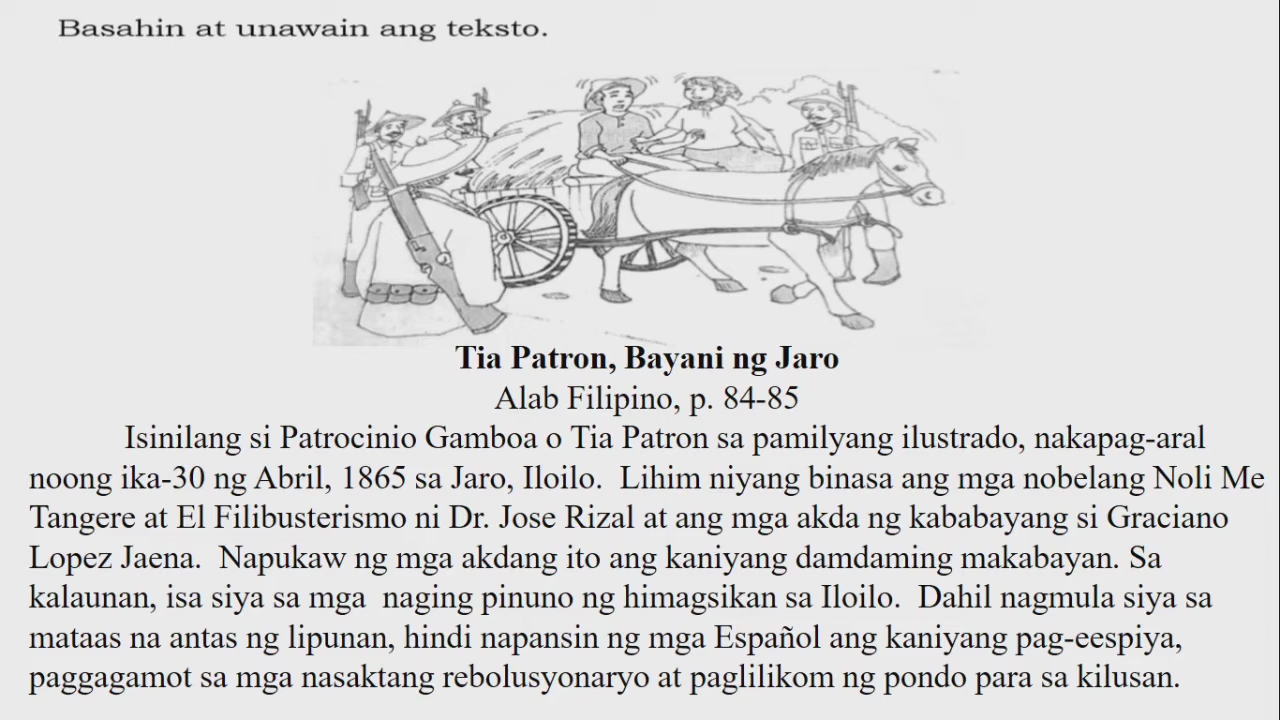 Basahin at unawain ang teksto.
Tia Patron, Bayani ng Jaro
Alab Filipino, p. 84-85
Isinilang si Patrocinio Gamboa o Tia Patron sa pamilyang ilustrado, nakapag-aral
noong ika-30 ng Abril, 1865 sa Jaro, Iloilo.  Lihim niyang binasa ang mga nobelang Noli Me
Tangere at El Filibusterismo ni Dr. Jose Rizal at ang mga akda ng kababayang si Graciano
Lopez Jaena.  Napukaw ng mga akdang ito ang kaniyang damdaming makabayan. Sa
kalaunan, isa siya sa mga  naging pinuno ng himagsikan sa Iloilo.  Dahil nagmula siya sa
mataas na antas ng lipunan, hindi napansin ng mga Español ang kaniyang pag-eespiya,
paggagamot sa mga nasaktang rebolusyonaryo at paglilikom ng pondo para sa kilusan.